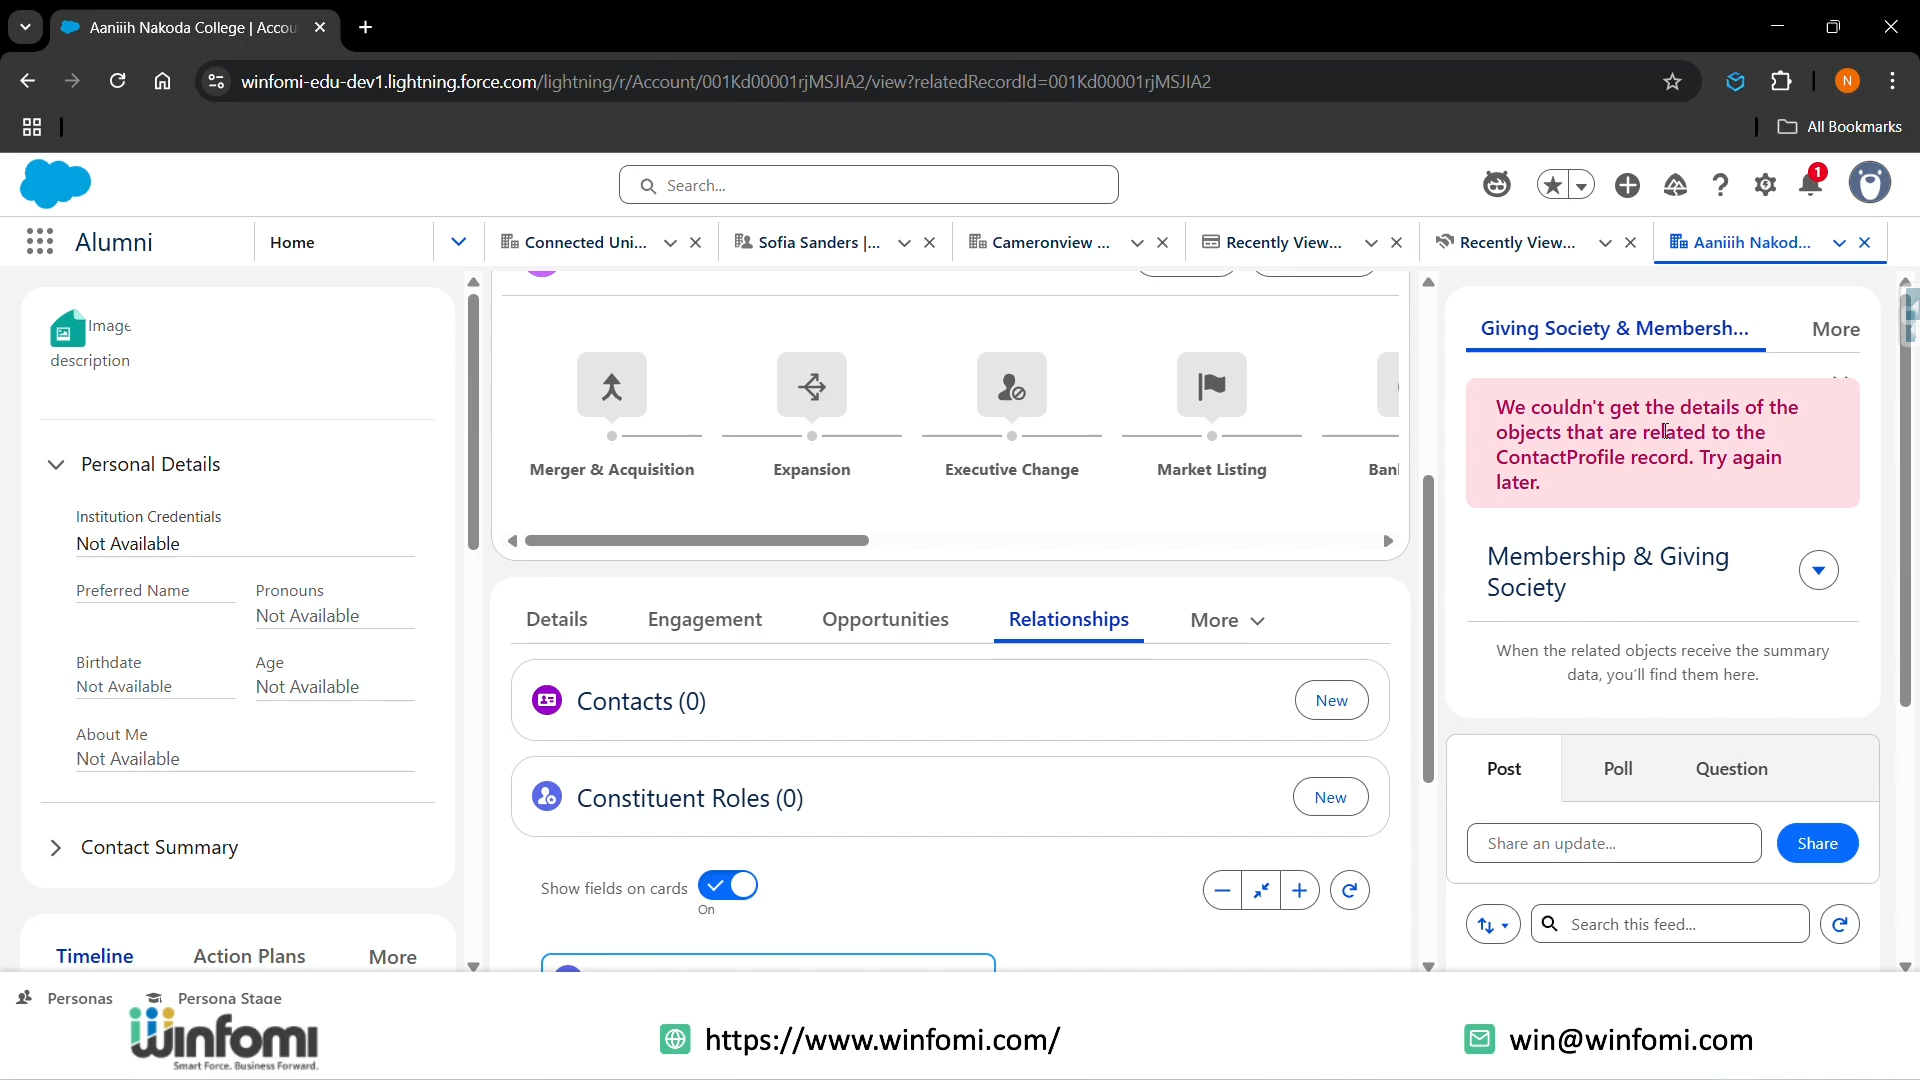 Aaniiih Nakoda College | Accou
winfomi-edu-dev1.lightning.force.com/lightning/r/Account/001Kd00001rjMSJIA2/view?relatedRecordId=001Kd00001rjMSJIA2
N
All Bookmarks
Search...
1
Alumni
Home
Connected Uni...
Sofia Sanders |...
Cameronview ...
Recently View...
Recently View...
Aaniiih Nakod...
Image
description
Personal Details
Institution Credentials
Not Available
Preferred Name
Pronouns
Not Available
Birthdate
Not Available
Age
Not Available
About Me
Not Available
Contact Summary
Timeline
Action Plans
More
Merger & Acquisition
Expansion
Executive Change
Market Listing
Details
Engagement
Opportunities
Relationships
More
Contacts (0)
New
Constituent Roles (0)
New
Show fields on cards
On
Giving Society & Membersh...
More
We couldn't get the details of the
objects that are related to the
ContactProfile record. Try again
later.
Membership & Giving
Society
When the related objects receive the summary
data, you'll find them here.
Post
Poll
Question
Share an update...
Share
Search this feed...
Personas
Persona Stage
Winfomi
Smart Force. Business Forward.
https://www.winfomi.com/
win@winfomi.com